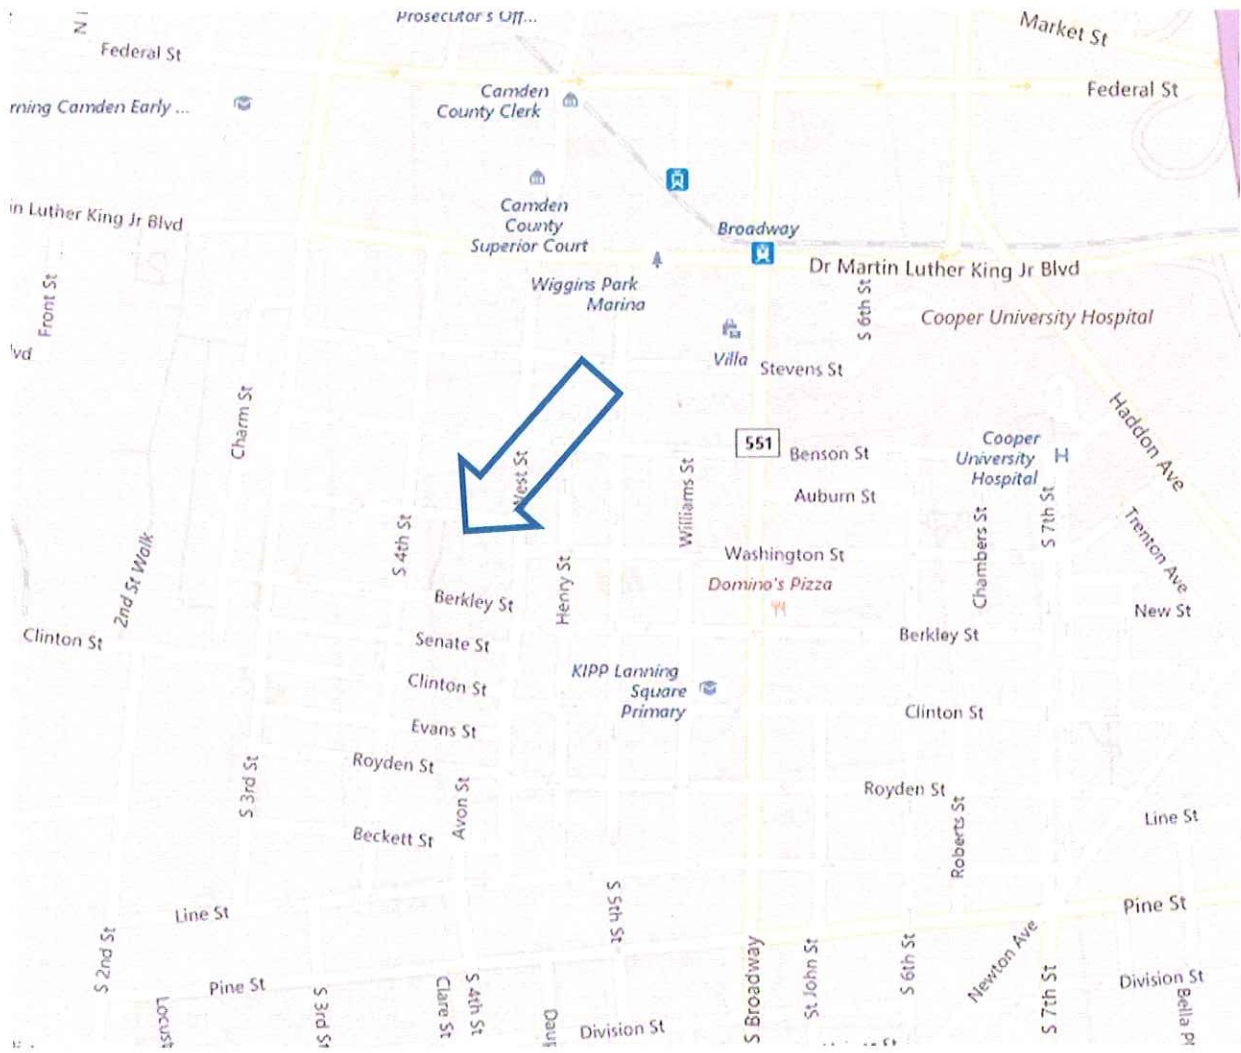 Prosecutor's Off...
Market St
Federal St
Federal St
Camden
County Clerk
rning Camden Early ...
in Luther King Jr Blvd
Camden
County
Superior Court
Broadway
Dr Martin Luther King Jr Blvd
Wiggins Park
Marina
Front St
S 6th St
Cooper University Hospital
vd
Villa
Stevens St
Charm St
Haddon Ave
551
Benson St
Cooper
University
Hospital
H
West St
Williams St
Auburn St
S 7th St
S 4th St
Chambers St
Trenton Ave
2nd St Walk
Washington St
Domino's Pizza
Henry St
Berkley St
New St
Clinton St
Senate St
Berkley St
KIPP Lanning
Square
Primary
Clinton St
Clinton St
Evans St
Royden St
S 3rd St
Avon St
Royden St
Roberts St
Line St
Beckett St
Line St
S 5th St
Pine St
S 2nd St
Pine St
S 3rd St
Clare St
S 4th St
Division St
S Broadway
St John St
S 6th St
Newton Ave
S 7th St
Division St
Bella Pl
Locust